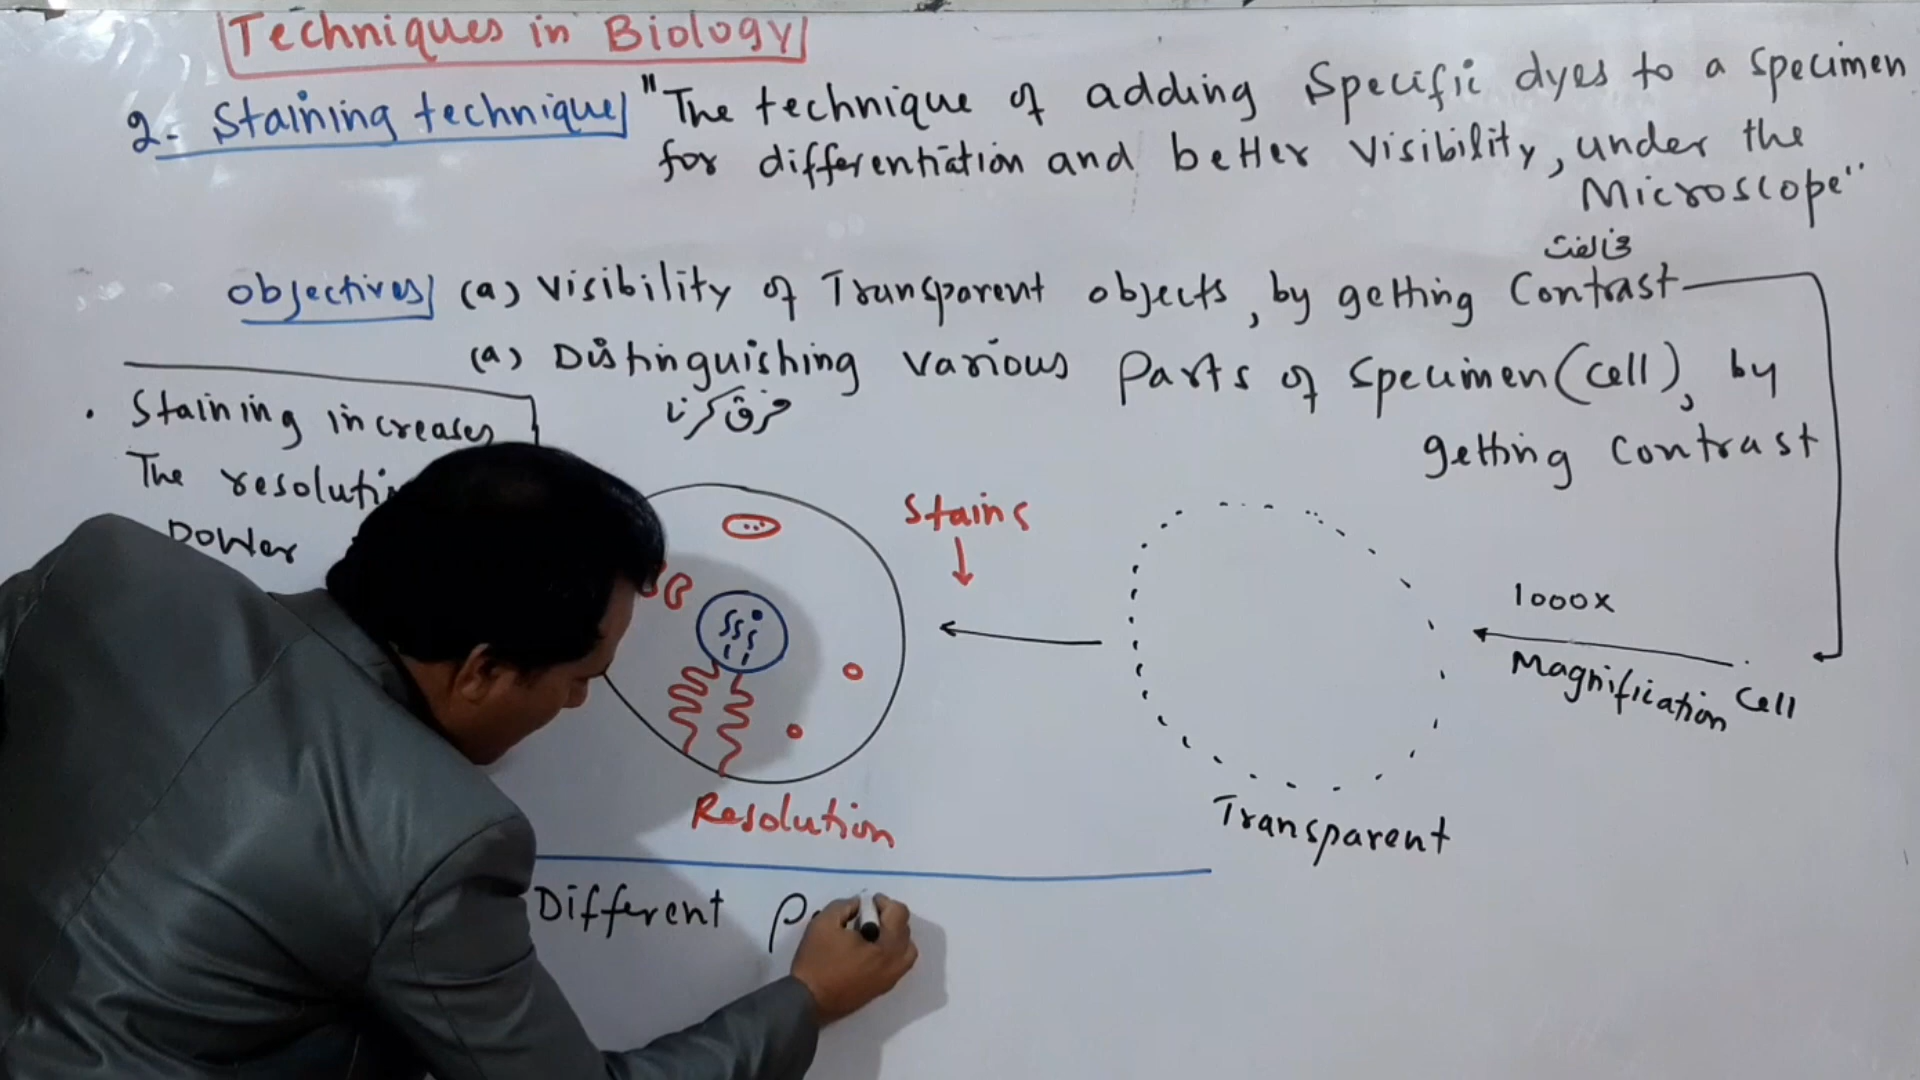 Techniques in Biology
2- Staining technique "The technique of adding Specific dyes to a specimen
for differentiation and better visibility, under the
Microscope"
objectives (a) Visibility of Transparent objects, by getting Contrast
(a) Distinguishing various parts of specimen (cell), by
فرق کرنا
getting contrast
• Staining increases
The
Power
Stains
1000x
Magnification
Cell
Resolution
Transparent
Different